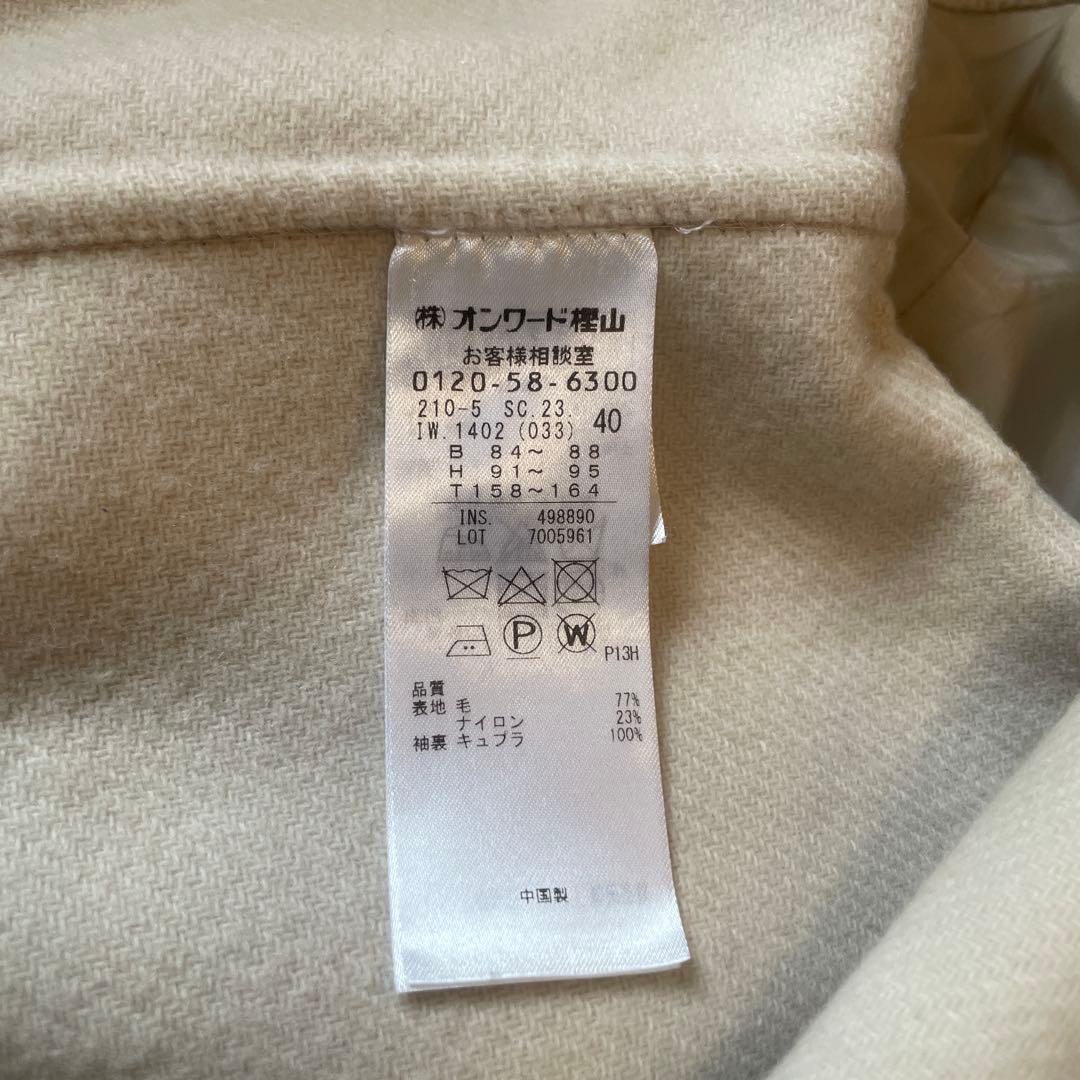 (株)オンワード樫山
お客様相談室
0120-58-6300
210-5 SC.23.
IW.1402 (033) 40
B 84～ 88
H 91～ 95
T158～164
INS. 498890
LOT 7005961
P W P13H
品質
表地 毛 77%
ナイロン 23%
袖裏 キュプラ 100%
中国製